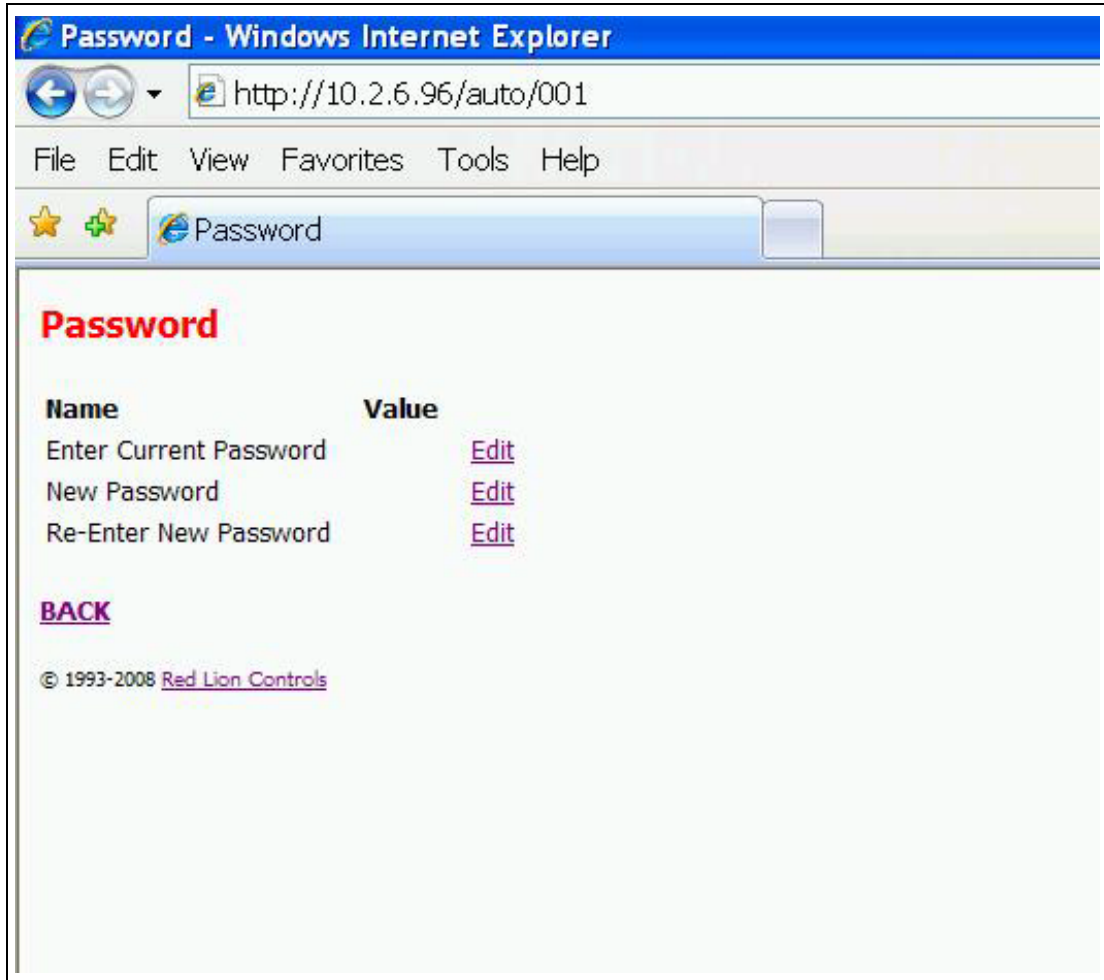 Password - Windows Internet Explorer
http://10.2.6.96/auto/001
File Edit View Favorites Tools Help
Password
Password
Name Value
Enter Current Password Edit
New Password Edit
Re-Enter New Password Edit
BACK
© 1993-2008 Red Lion Controls